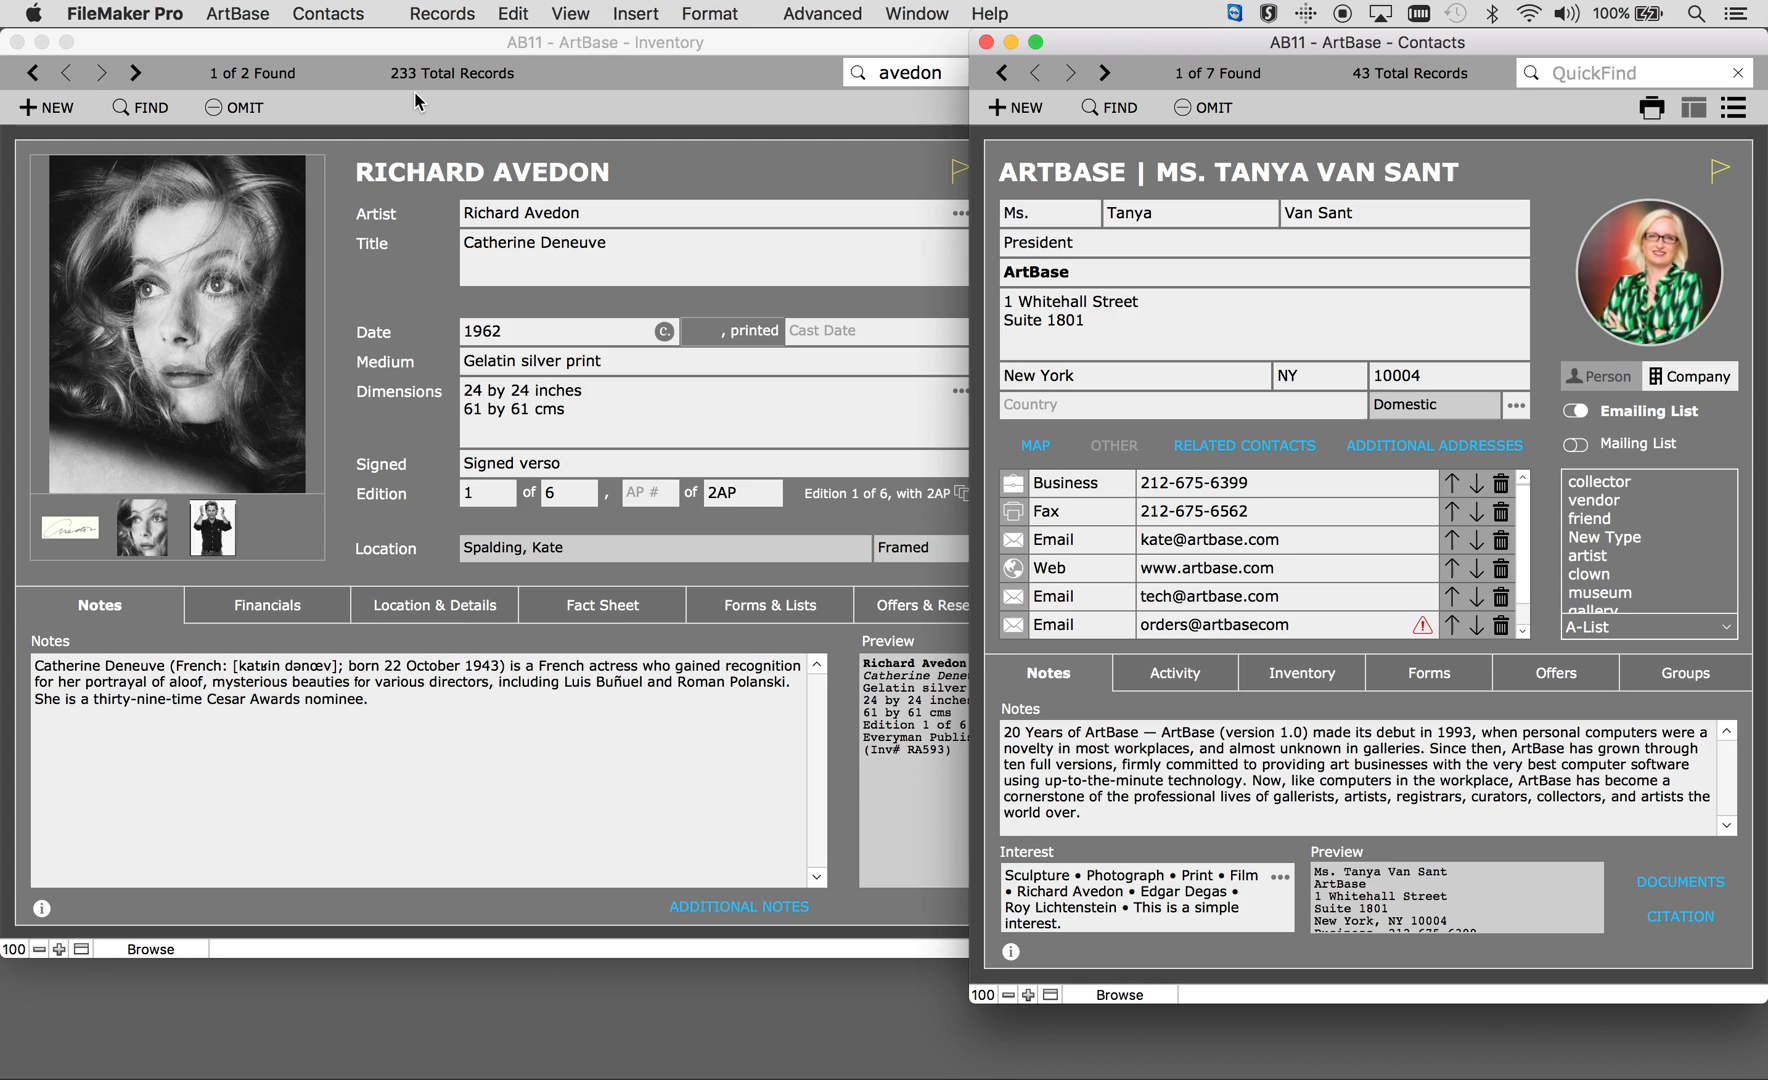 FileMaker Pro ArtBase Contacts Records Edit View Insert Format Advanced Window Help 100%
AB11 - ArtBase - Inventory
1 of 2 Found 233 Total Records avedon
NEW FIND OMIT
RICHARD AVEDON
Artist Richard Avedon
Title Catherine Deneuve
Date 1962 c. , printed Cast Date
Medium Gelatin silver print
Dimensions 24 by 24 inches
61 by 61 cms
Signed Signed verso
Edition 1 of 6 , AP # of 2AP Edition 1 of 6, with 2AP
Location Spalding, Kate Framed
Notes Financials Location & Details Fact Sheet Forms & Lists Offers & Rese
Notes
Catherine Deneuve (French: [katʁin dənœv]; born 22 October 1943) is a French actress who gained recognition
for her portrayal of aloof, mysterious beauties for various directors, including Luis Buñuel and Roman Polanski.
She is a thirty-nine-time Cesar Awards nominee.
Preview
Richard Avedon
Catherine Dene
Gelatin silver
24 by 24 inche
61 by 61 cms
Edition 1 of 6
Everyman Publi
(Inv# RA593)
ADDITIONAL NOTES
100 Browse
AB11 - ArtBase - Contacts
1 of 7 Found 43 Total Records QuickFind
NEW FIND OMIT
ARTBASE | MS. TANYA VAN SANT
Ms. Tanya Van Sant
President
ArtBase
1 Whitehall Street
Suite 1801
New York NY 10004
Country Domestic
Person Company
Emailing List
Mailing List
MAP OTHER RELATED CONTACTS ADDITIONAL ADDRESSES
Business 212-675-6399
Fax 212-675-6562
Email kate@artbase.com
Web www.artbase.com
Email tech@artbase.com
Email orders@artbasecom
collector
vendor
friend
New Type
artist
clown
museum
gallery
A-List
Notes Activity Inventory Forms Offers Groups
Notes
20 Years of ArtBase — ArtBase (version 1.0) made its debut in 1993, when personal computers were a
novelty in most workplaces, and almost unknown in galleries. Since then, ArtBase has grown through
ten full versions, firmly committed to providing art businesses with the very best computer software
using up-to-the-minute technology. Now, like computers in the workplace, ArtBase has become a
cornerstone of the professional lives of gallerists, artists, registrars, curators, collectors, and artists the
world over.
Interest
Sculpture • Photograph • Print • Film
• Richard Avedon • Edgar Degas •
Roy Lichtenstein • This is a simple
interest.
Preview
Ms. Tanya Van Sant
ArtBase
1 Whitehall Street
Suite 1801
New York, NY 10004
Business 212-675-6399
DOCUMENTS
CITATION
100 Browse